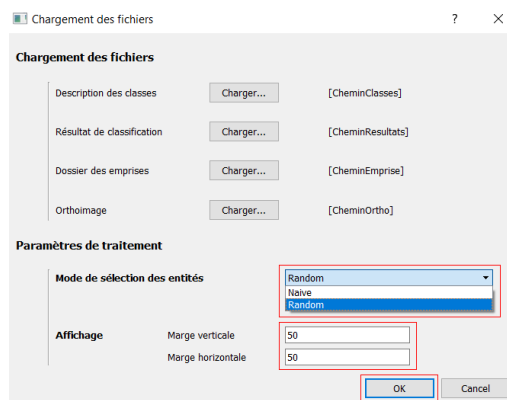 Chargement des fichiers ?
Chargement des fichiers
Description des classes Charger... [CheminClasses]
Résultat de classification Charger... [CheminResultats]
Dossier des emprises Charger... [CheminEmprise]
Orthoimage Charger... [CheminOrtho]
Paramètres de traitement
Mode de sélection des entités Random
Naive
Random
Affichage Marge verticale 50
Marge horizontale 50
OK Cancel